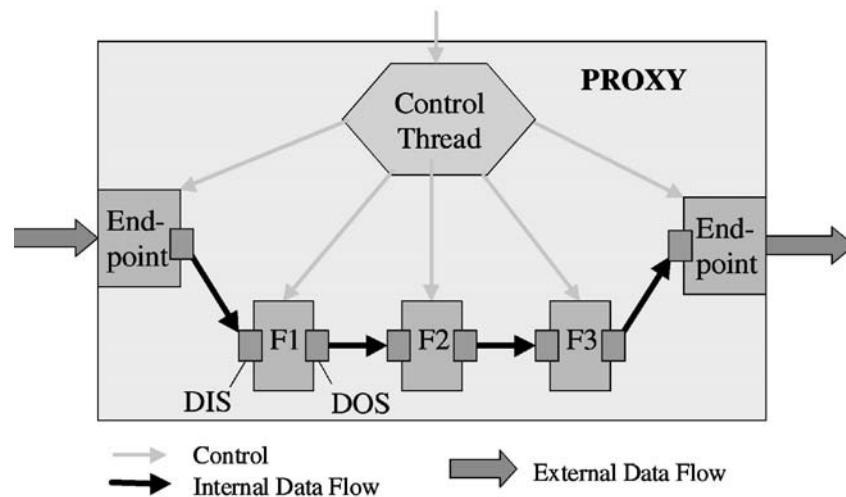 PROXY
Control
Thread
End-
point
End-
point
F1
F2
F3
DIS
DOS
Control
Internal Data Flow
External Data Flow